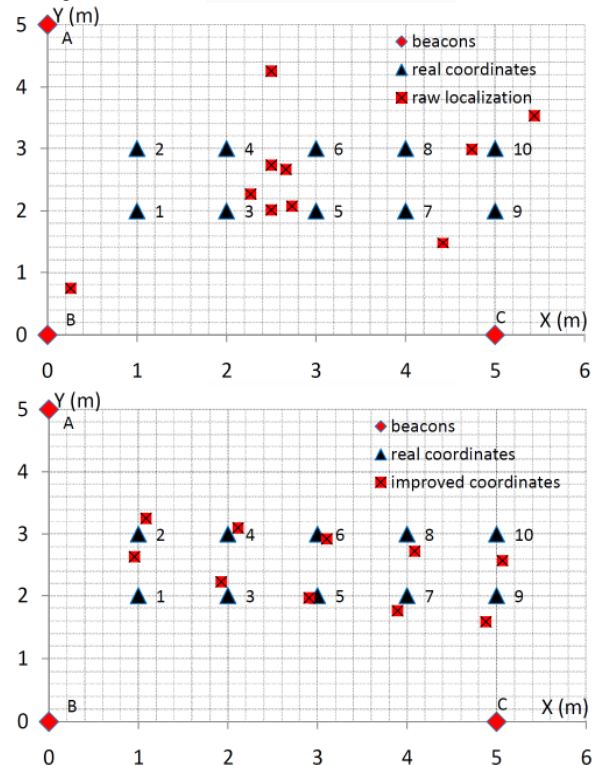 Y (m)
5
A
beacons
real coordinates
raw localization
4
3
2 4 6 8 10
2
1 3 5 7 9
1
B C X (m)
0
0 1 2 3 4 5 6
Y (m)
5
A
beacons
real coordinates
improved coordinates
4
3
2 4 6 8 10
2
1 3 5 7 9
1
B C X (m)
0
0 1 2 3 4 5 6